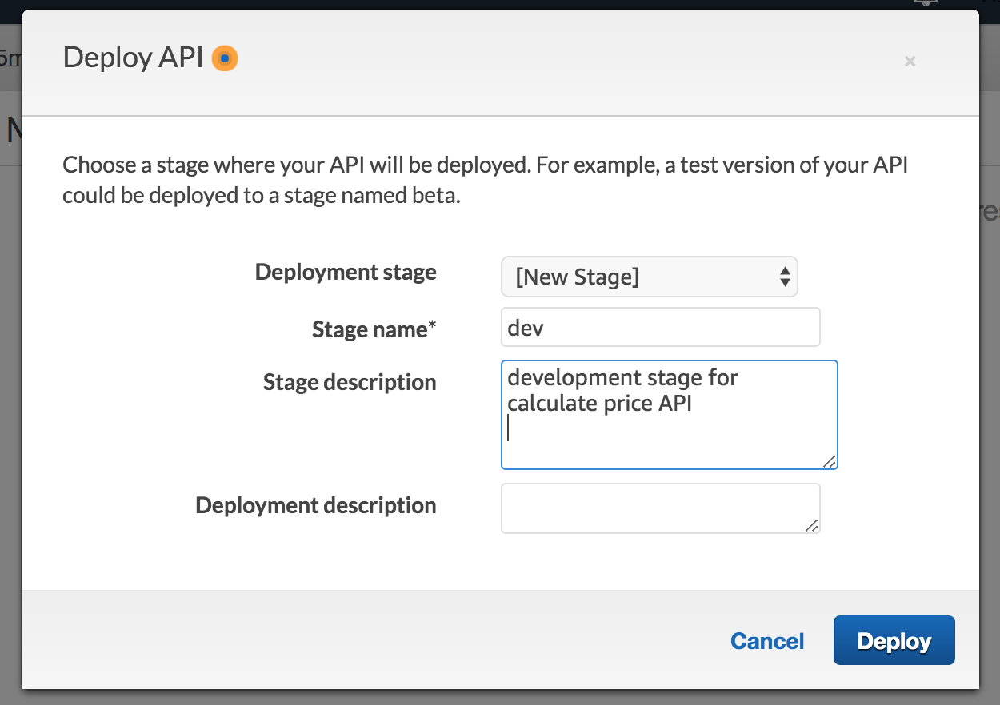 Deploy API
×
Choose a stage where your API will be deployed. For example, a test version of your API
could be deployed to a stage named beta.
Deployment stage [New Stage]
Stage name* dev
Stage description development stage for
calculate price API
Deployment description
Cancel Deploy